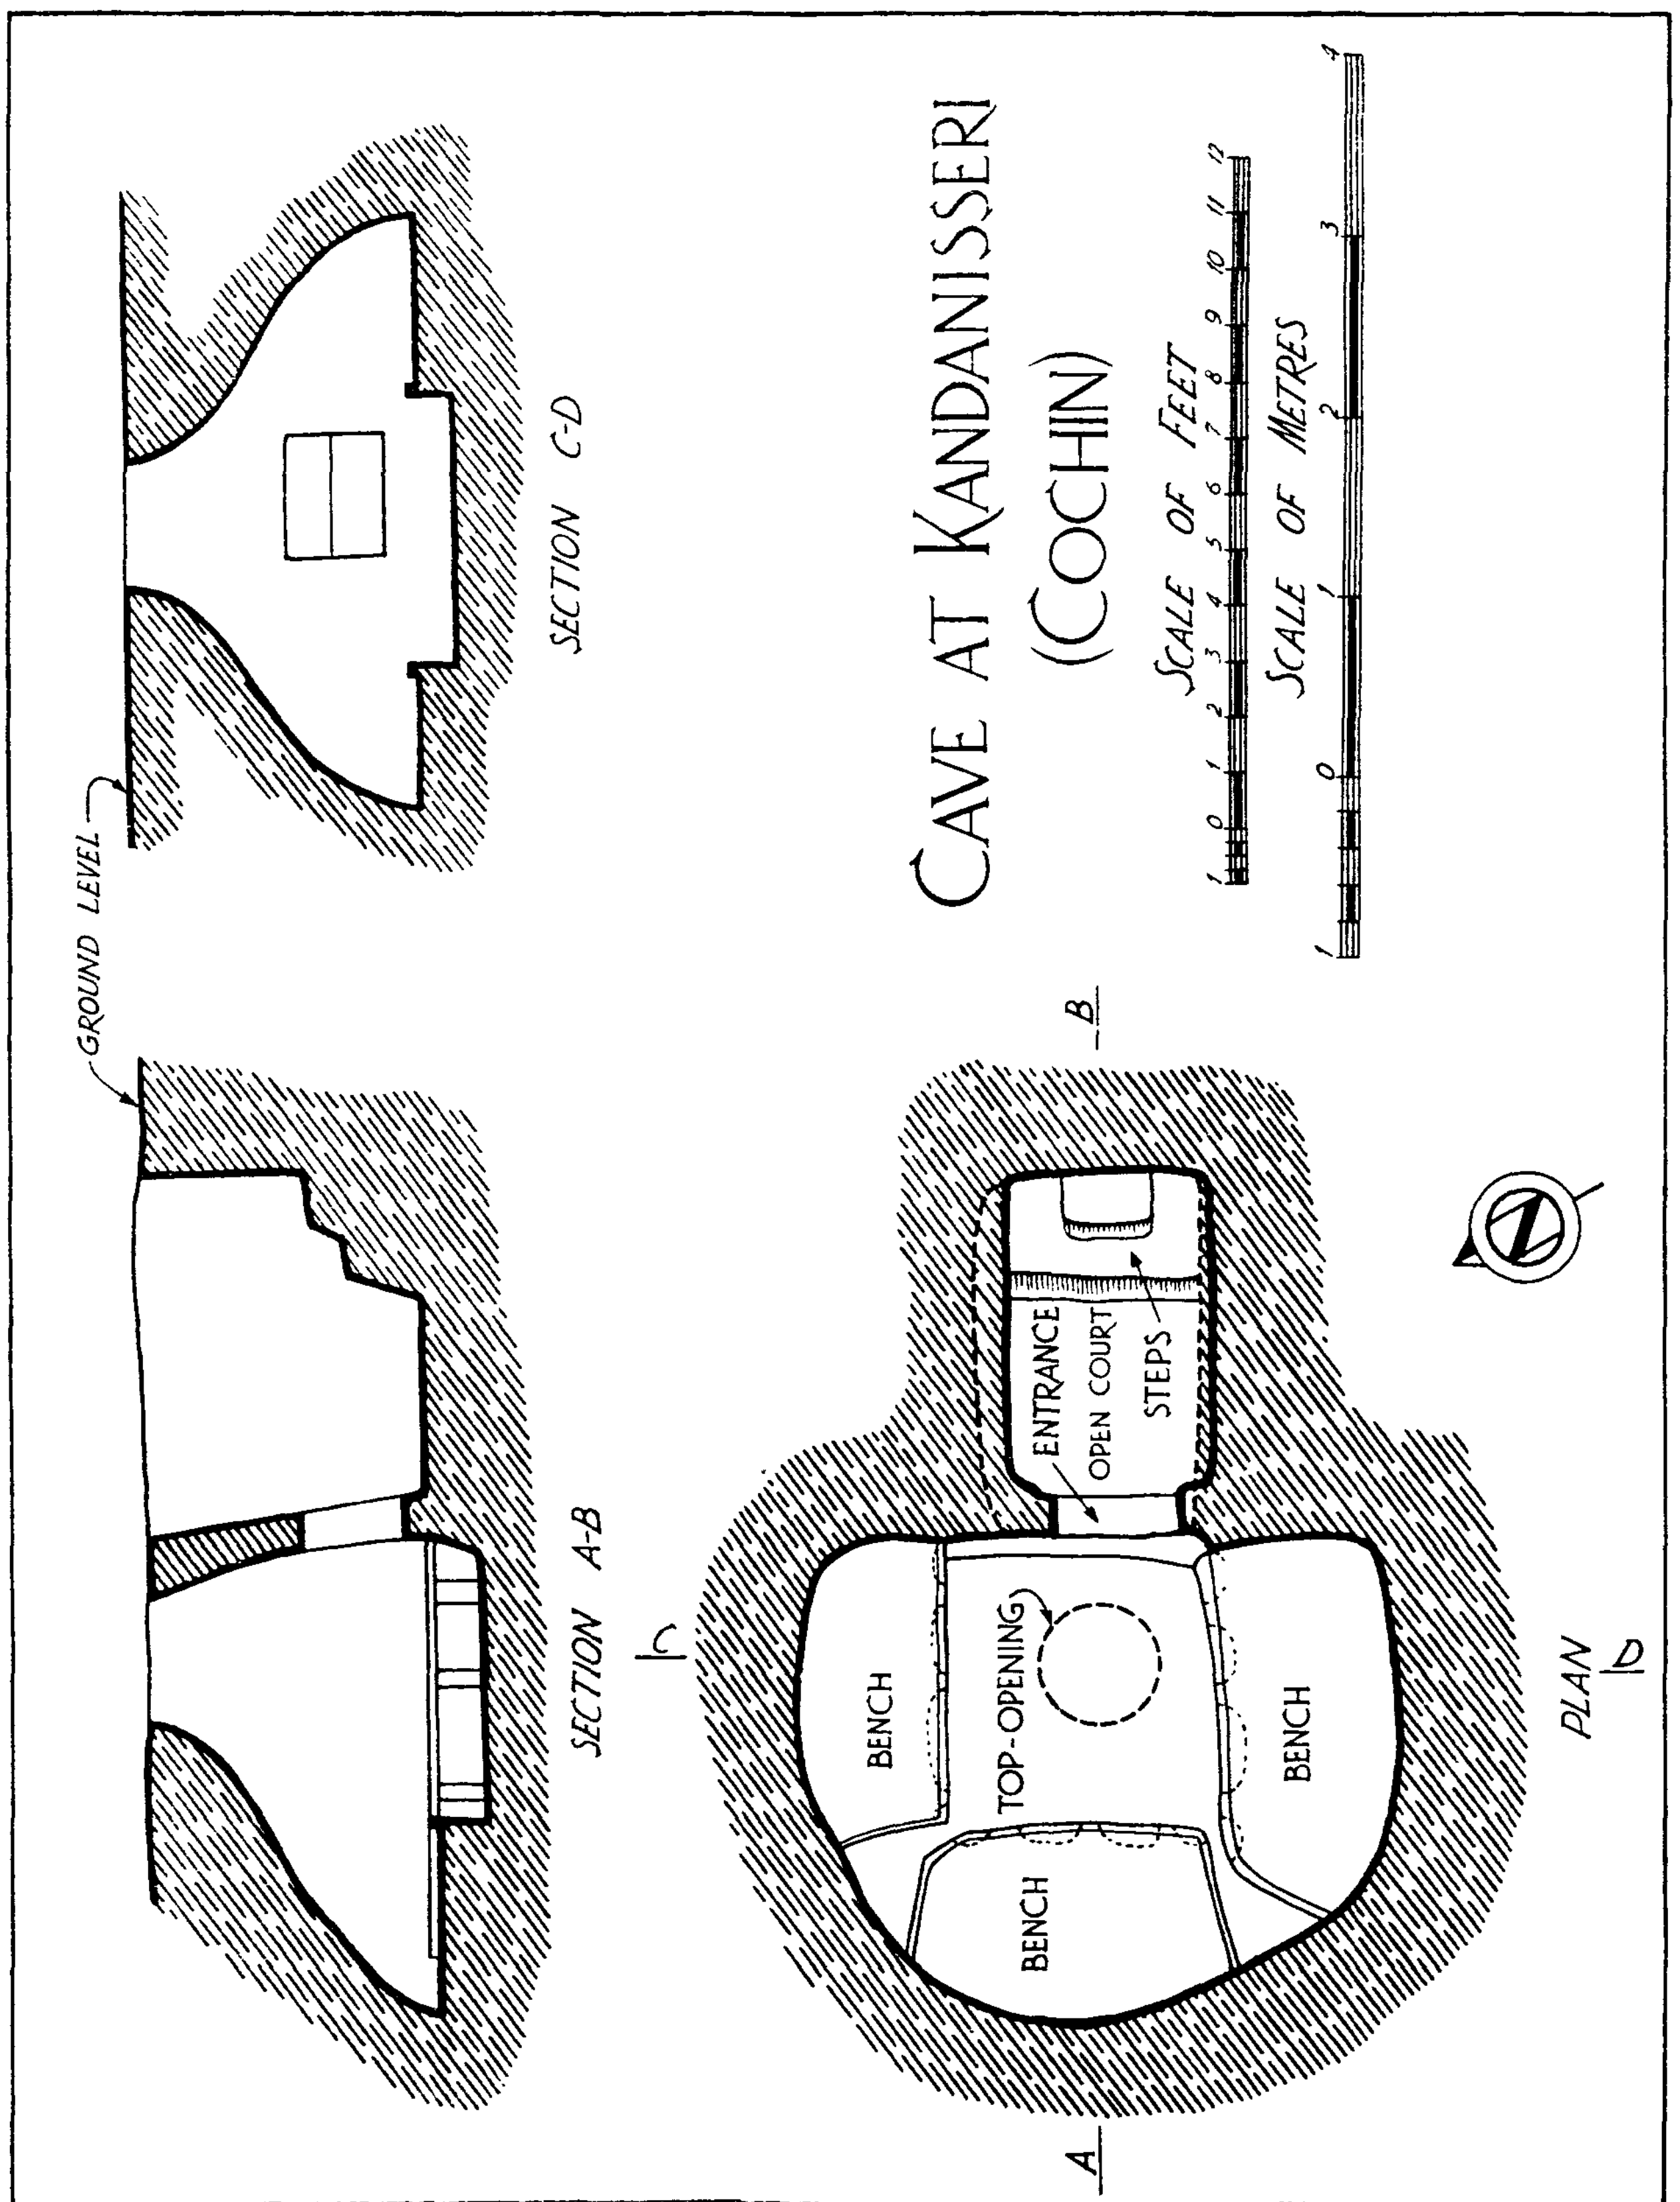 GROUND LEVEL
SECTION A-B
SECTION C-D
C
A
B
D
BENCH
BENCH
BENCH
TOP-OPENING
ENTRANCE
OPEN COURT
STEPS
PLAN
N
CAVE AT KANDANISSERI
(COCHIN)
SCALE OF FEET
1 0 1 2 3 4 5 6 7 8 9 10 11 12
SCALE OF METRES
1 0 1 2 3 4